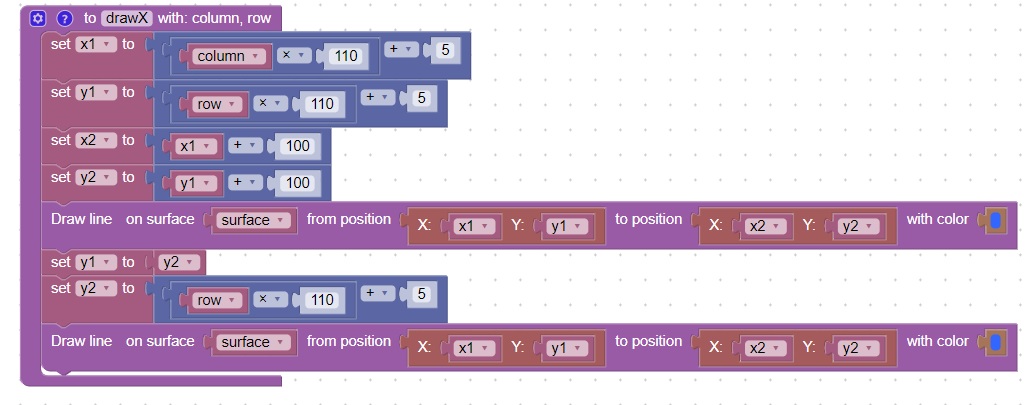 ? to drawX with: column, row
set x1 to column × 110 + 5
set y1 to row × 110 + 5
set x2 to x1 + 100
set y2 to y1 + 100
Draw line on surface surface from position X: x1 Y: y1 to position X: x2 Y: y2 with color
set y1 to y2
set y2 to row × 110 + 5
Draw line on surface surface from position X: x1 Y: y1 to position X: x2 Y: y2 with color